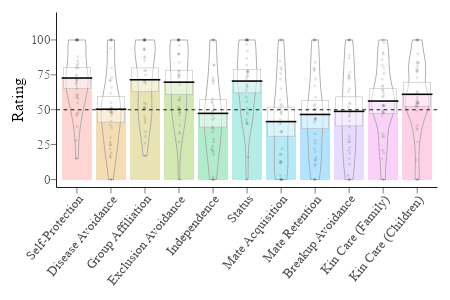 Rating
100
75
50
25
0
Self-Protection
Disease Avoidance
Group Affiliation
Exclusion Avoidance
Independence
Status
Mate Acquisition
Mate Retention
Breakup Avoidance
Kin Care (Family)
Kin Care (Children)